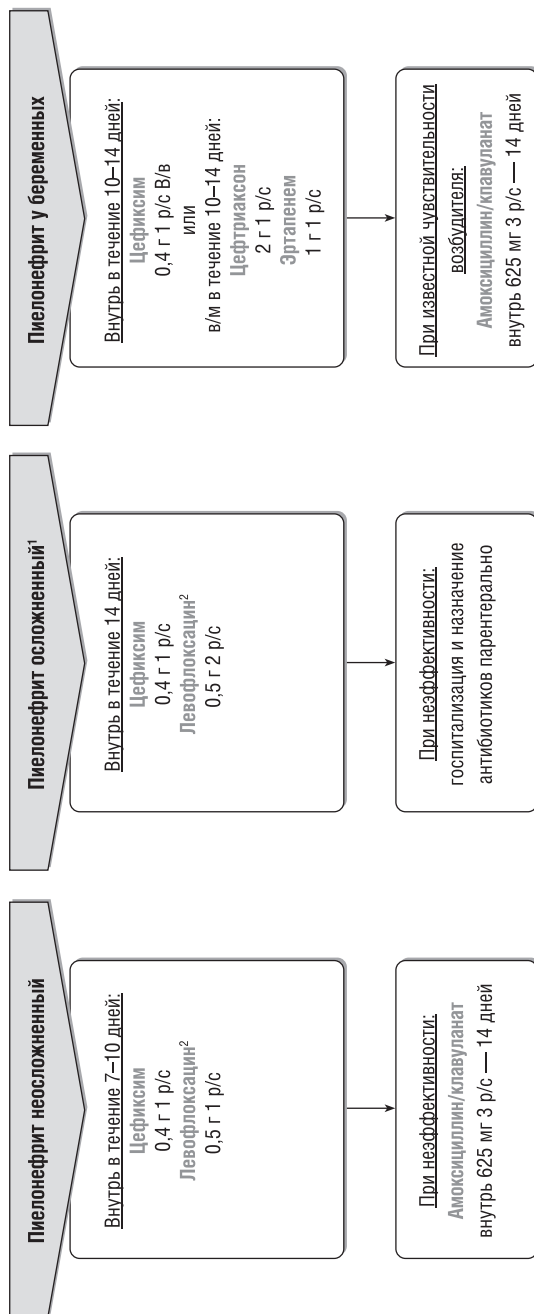 Пиелонефрит неосложненный
Внутрь в течение 7–10 дней:
Цефиксим
0,4 г 1 р/с
Левофлоксацин²
0,5 г 1 р/с
При неэффективности:
Амоксициллин/клавуланат
внутрь 625 мг 3 р/с — 14 дней
Пиелонефрит осложненный¹
Внутрь в течение 14 дней:
Цефиксим
0,4 г 1 р/с
Левофлоксацин²
0,5 г 2 р/с
При неэффективности:
госпитализация и назначение
антибиотиков парентерально
Пиелонефрит у беременных
Внутрь в течение 10–14 дней:
Цефиксим
0,4 г 1 р/с В/в
или
в/м в течение 10–14 дней:
Цефтриаксон
2 г 1 р/с
Эртапенем
1 г 1 р/с
При известной чувствительности
возбудителя:
Амоксициллин/клавуланат
внутрь 625 мг 3 р/с — 14 дней